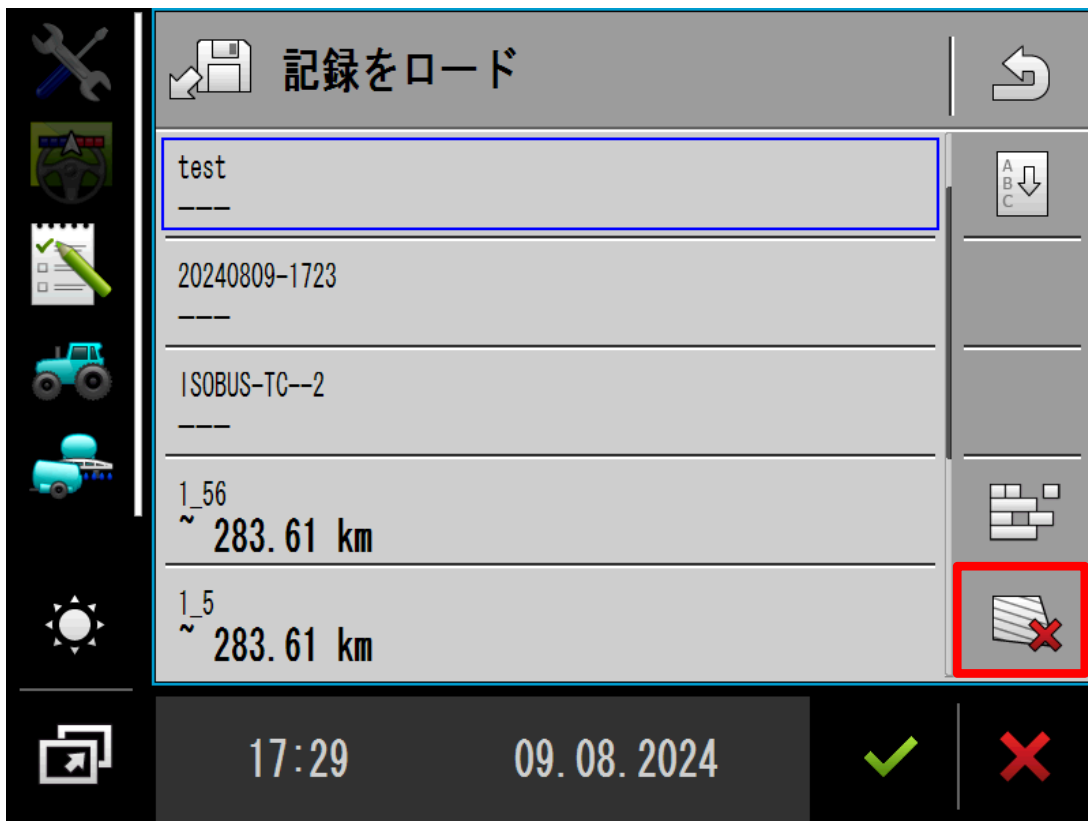 記録をロード
test
---
A
B
C
20240809-1723
---
ISOBUS-TC--2
---
1_56
~ 283.61 km
1_5
~ 283.61 km
17:29 09.08.2024